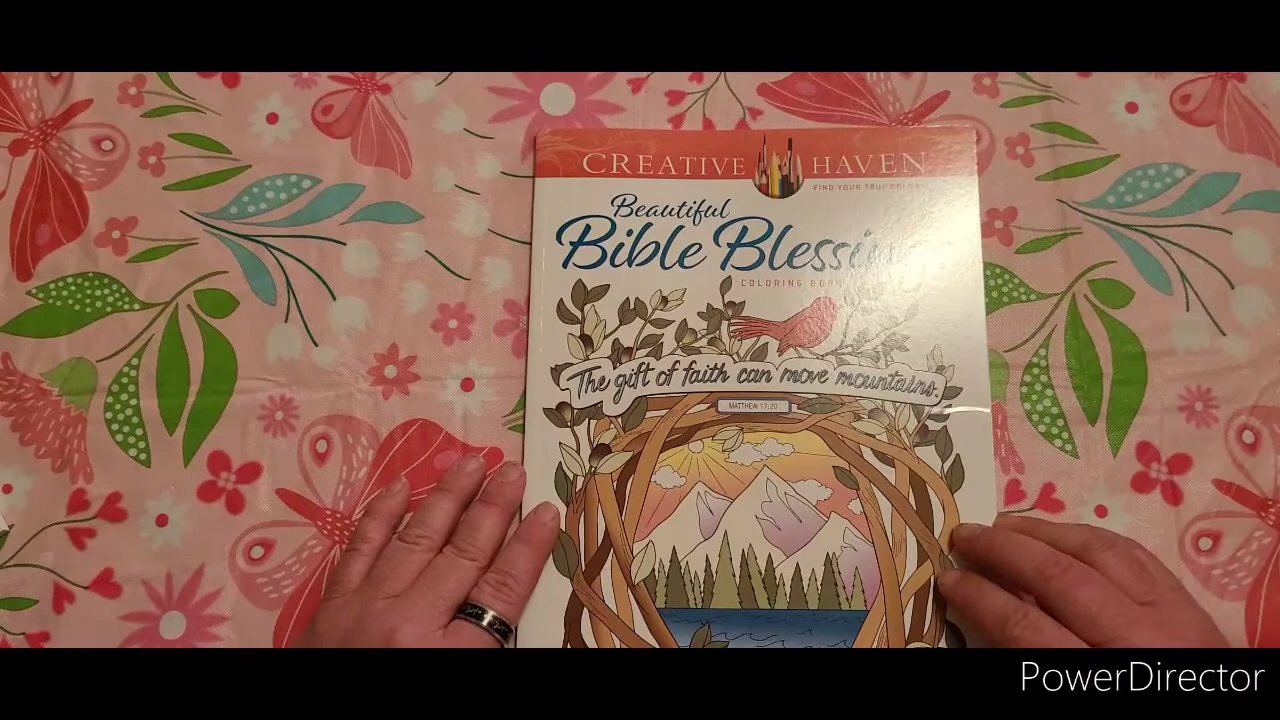 CREATIVE HAVEN
FIND YOUR TRUE COLORS
Beautiful
Bible Blessings
COLORING BOOK
The gift of faith can move mountains.
MATTHEW 17:20
PowerDirector